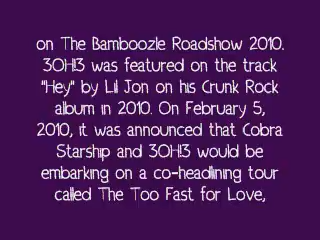 on The Bamboozle Roadshow 2010.
3OH!3 was featured on the track
"Hey" by Lil Jon on his Crunk Rock
album in 2010. On February 5,
2010, it was announced that Cobra
Starship and 3OH!3 would be
embarking on a co-headlining tour
called The Too Fast for Love,